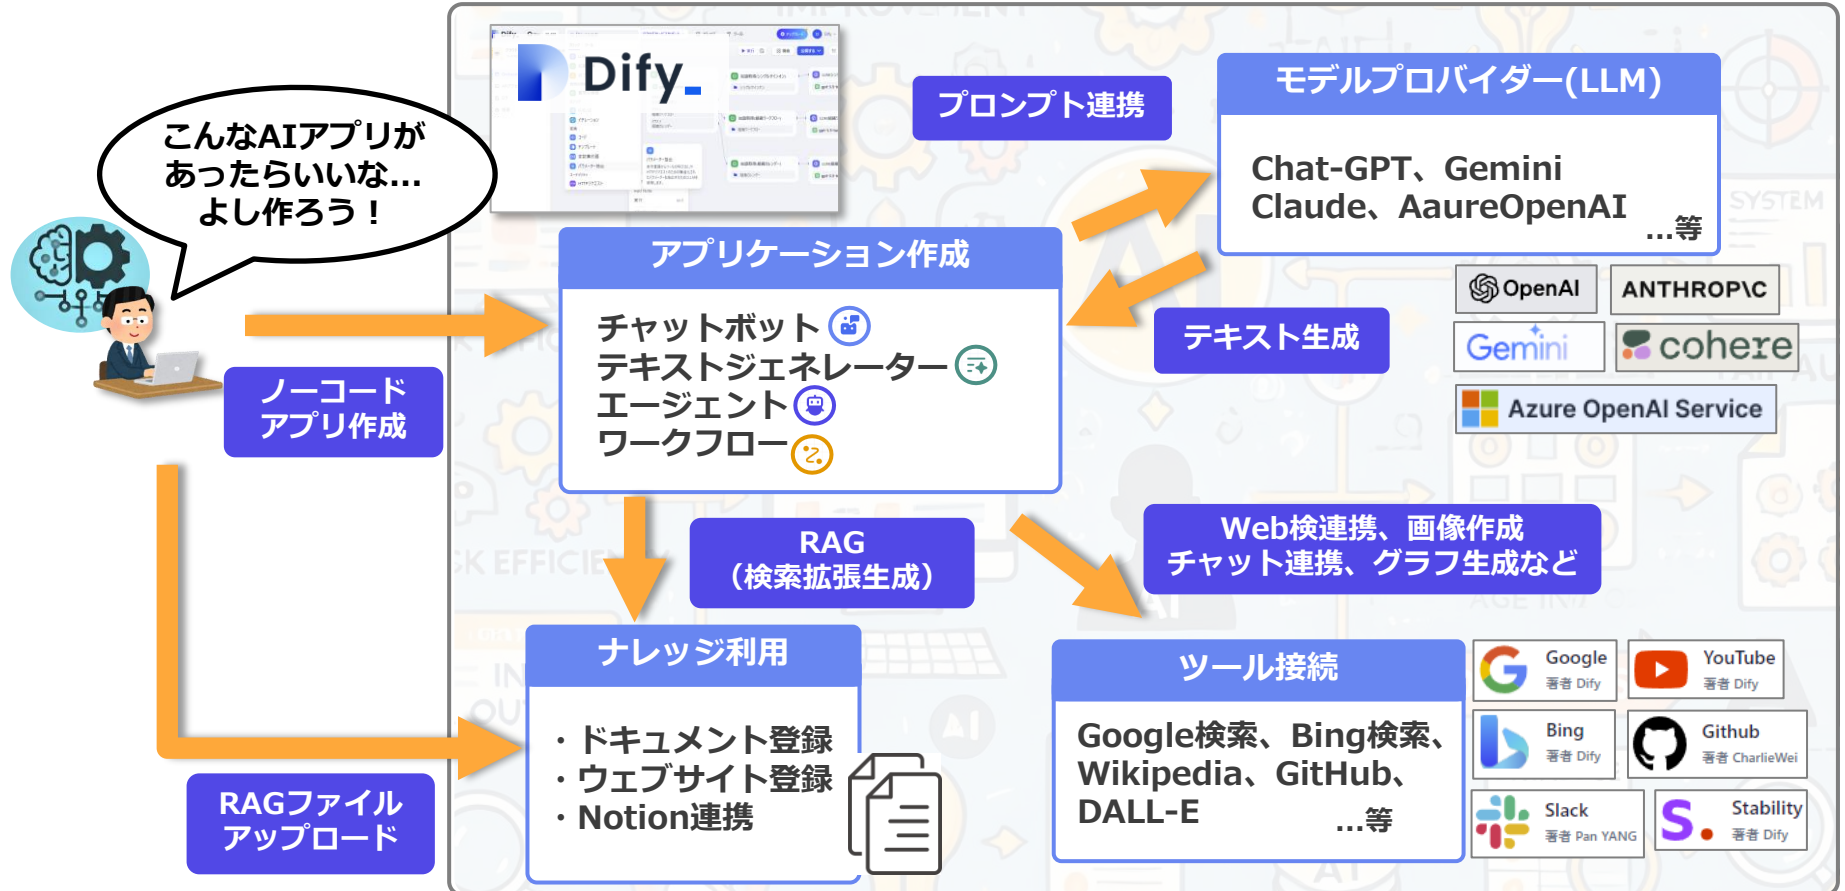 こんなAIアプリが
あったらいいな...
よし作ろう！
Dify_
プロンプト連携
モデルプロバイダー(LLM)
Chat-GPT、Gemini
Claude、AaureOpenAI
...等
アプリケーション作成
チャットボット
テキストジェネレーター
エージェント
ワークフロー
テキスト生成
OpenAI
ANTHROP\C
Gemini
cohere
Azure OpenAI Service
ノーコード
アプリ作成
RAG
（検索拡張生成）
Web検連携、画像作成
チャット連携、グラフ生成など
ナレッジ利用
・ドキュメント登録
・ウェブサイト登録
・Notion連携
RAGファイル
アップロード
ツール接続
Google検索、Bing検索、
Wikipedia、GitHub、
DALL-E
...等
Google
著者 Dify
YouTube
著者 Dify
Bing
著者 Dify
Github
著者 CharlieWei
Slack
著者 Pan YANG
Stability
著者 Dify
SYSTEM
AI